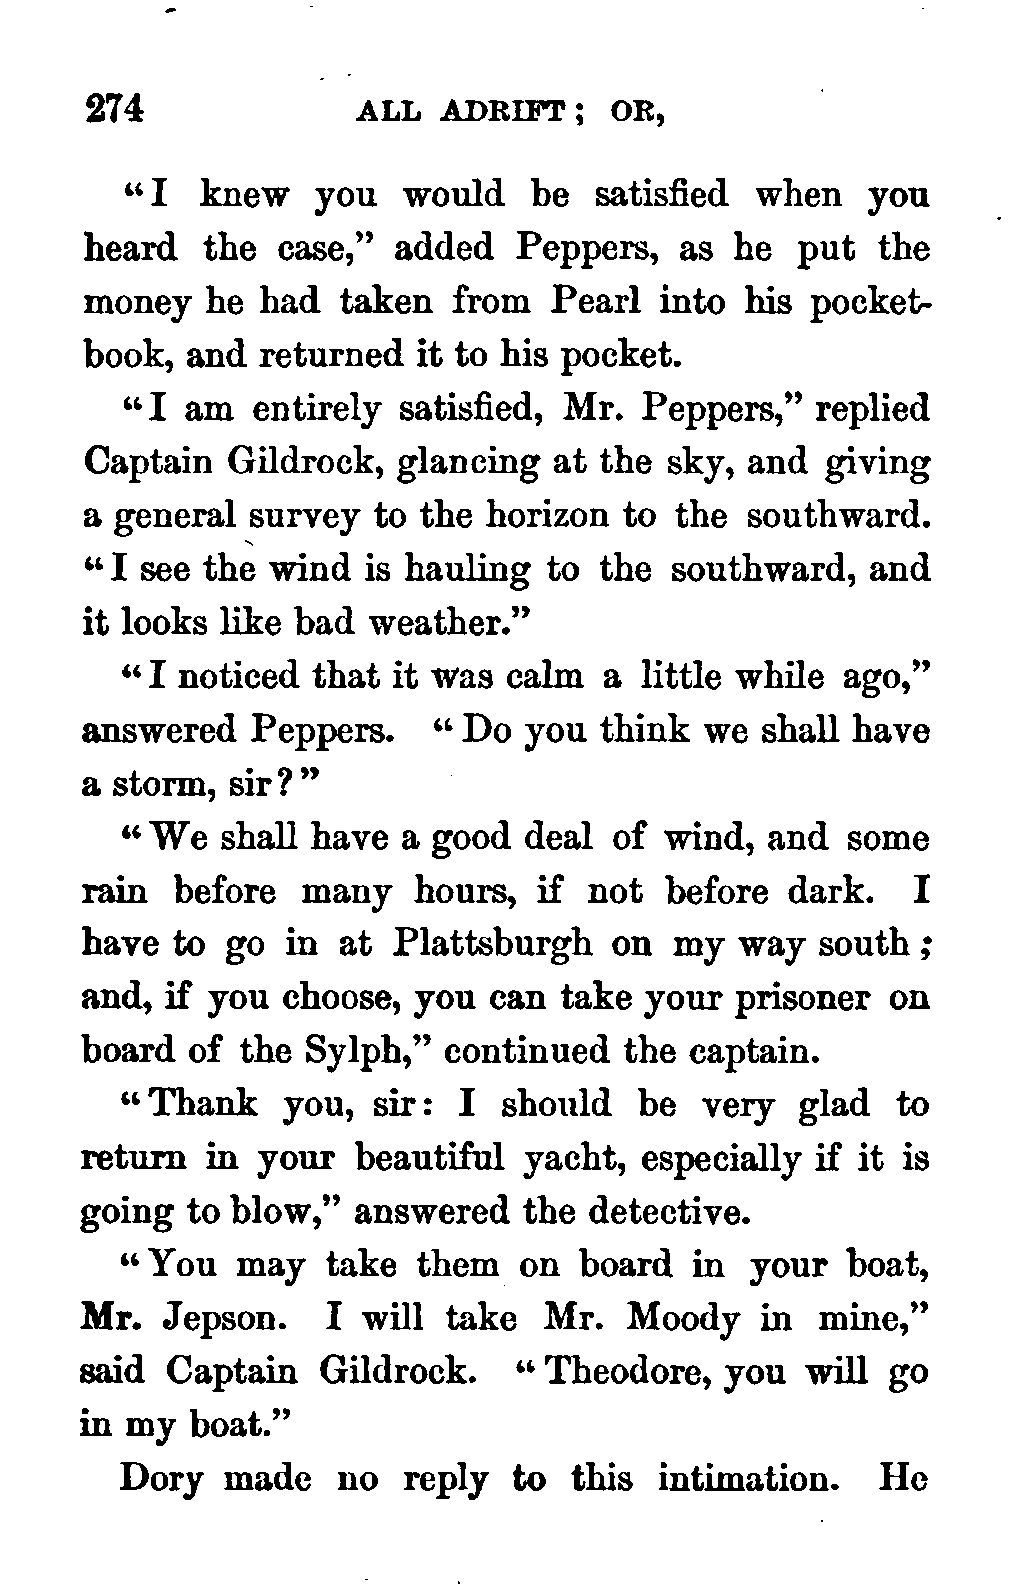 274 ALL ADRIFT; OR,
"I knew you would be satisfied when you
heard the case," added Peppers, as he put the
money he had taken from Pearl into his pocket-
book, and returned it to his pocket.
"I am entirely satisfied, Mr. Peppers," replied
Captain Gildrock, glancing at the sky, and giving
a general survey to the horizon to the southward.
"I see the wind is hauling to the southward, and
it looks like bad weather."
"I noticed that it was calm a little while ago,"
answered Peppers. "Do you think we shall have
a storm, sir?"
"We shall have a good deal of wind, and some
rain before many hours, if not before dark. I
have to go in at Plattsburgh on my way south;
and, if you choose, you can take your prisoner on
board of the Sylph," continued the captain.
"Thank you, sir: I should be very glad to
return in your beautiful yacht, especially if it is
going to blow," answered the detective.
"You may take them on board in your boat,
Mr. Jepson. I will take Mr. Moody in mine,"
said Captain Gildrock. "Theodore, you will go
in my boat."
Dory made no reply to this intimation. He